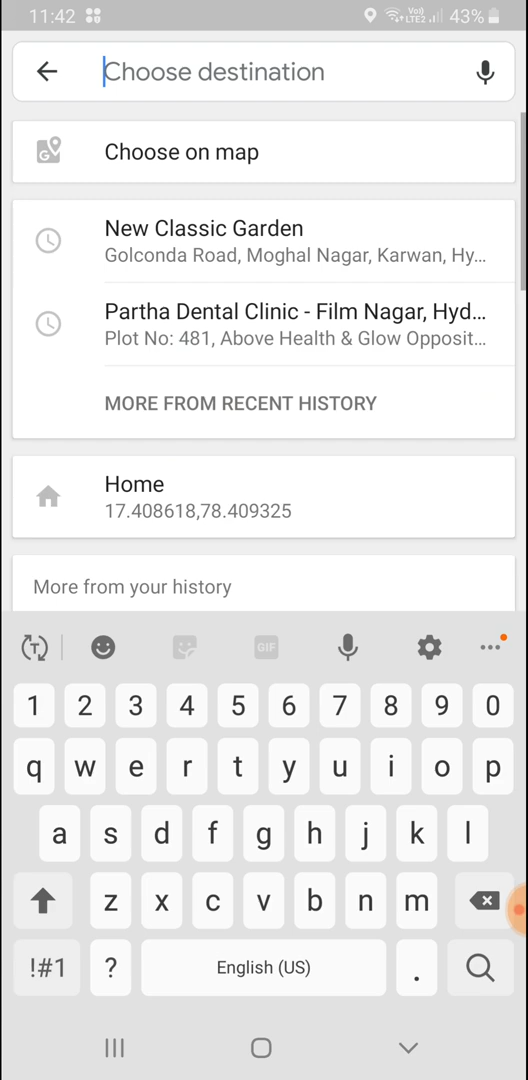 11:42 Vo) LTE2 43%
Choose destination
G Choose on map
New Classic Garden
Golconda Road, Moghal Nagar, Karwan, Hy...
Partha Dental Clinic - Film Nagar, Hyd...
Plot No: 481, Above Health & Glow Opposit...
MORE FROM RECENT HISTORY
Home
17.408618,78.409325
More from your history
T GIF
1 2 3 4 5 6 7 8 9 0
q w e r t y u i o p
a s d f g h j k l
z x c v b n m
!#1 ? English (US) .